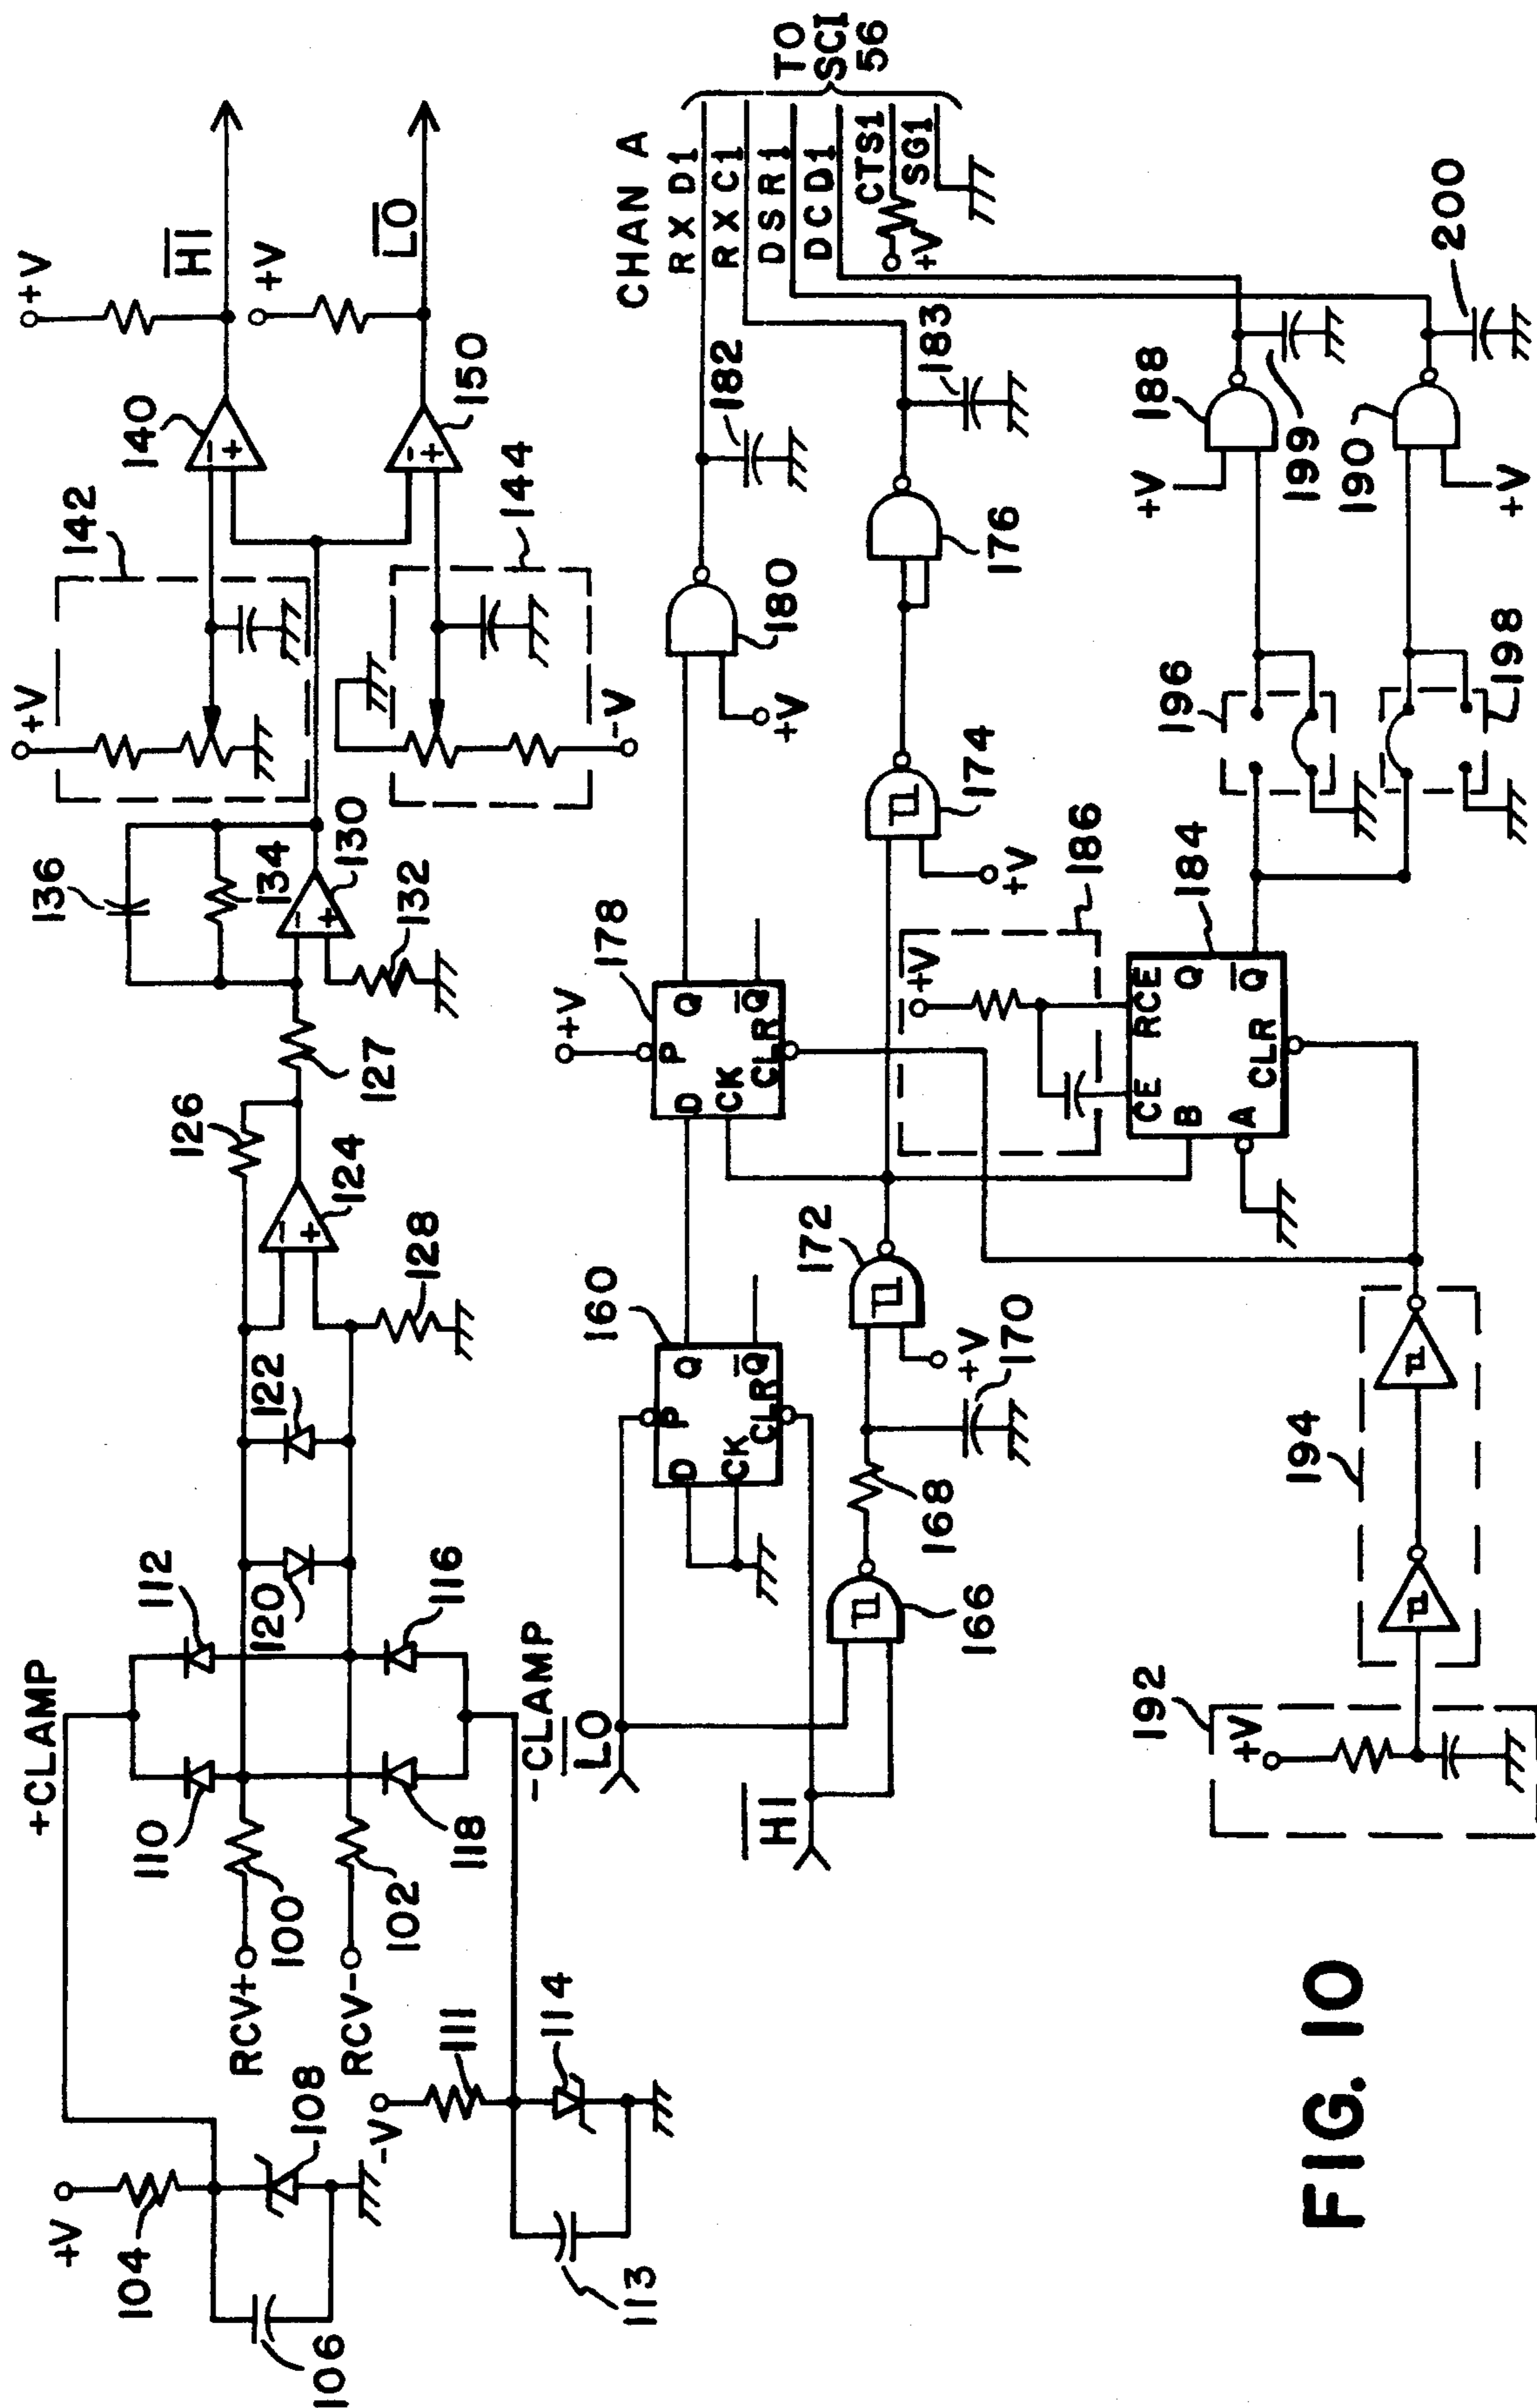 +V
104
106
108
-V
111
113
114
RCV+
100
RCV-
102
+CLAMP
110
112
118
116
-CLAMP
120
122
128
126
124
127
136
134
130
132
+V
142
144
-V
140
150
-
+
-
+
-
+
-
+
+V
HI
+V
LO
LO
HI
160
P
D
Q
CK
Q
CLR
166
168
170
+V
172
178
+V
P
D
Q
CK
Q
CLR
174
+V
176
180
+V
182
183
186
+V
184
CE
RCE
B
Q
A
Q
CLR
192
+V
194
196
198
188
+V
190
+V
199
200
CHAN A
RXD1
RXC1
DSR1
DCD1
CTS1
SG1
+V
TO
SCI
56
FIG. 10